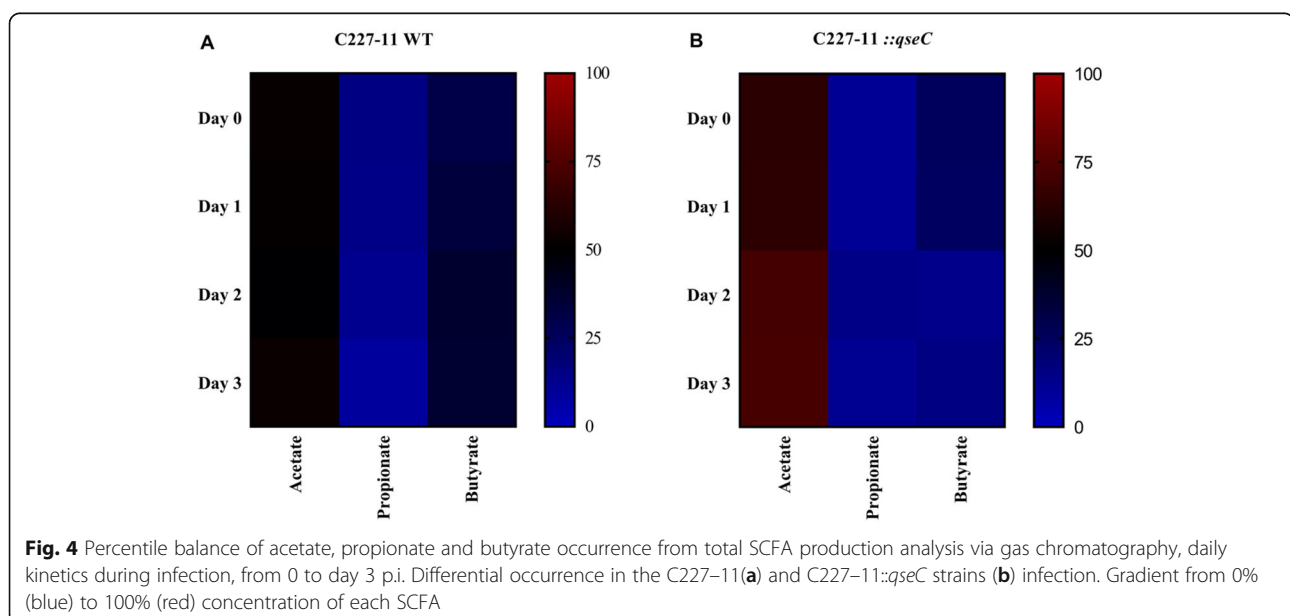 A C227-11 WT
Day 0
Day 1
Day 2
Day 3
Acetate
Propionate
Butyrate
100
75
50
25
0
B C227-11 ::qseC
Day 0
Day 1
Day 2
Day 3
Acetate
Propionate
Butyrate
100
75
50
25
0
Fig. 4 Percentile balance of acetate, propionate and butyrate occurrence from total SCFA production analysis via gas chromatography, daily
kinetics during infection, from 0 to day 3 p.i. Differential occurrence in the C227–11(a) and C227–11::qseC strains (b) infection. Gradient from 0%
(blue) to 100% (red) concentration of each SCFA